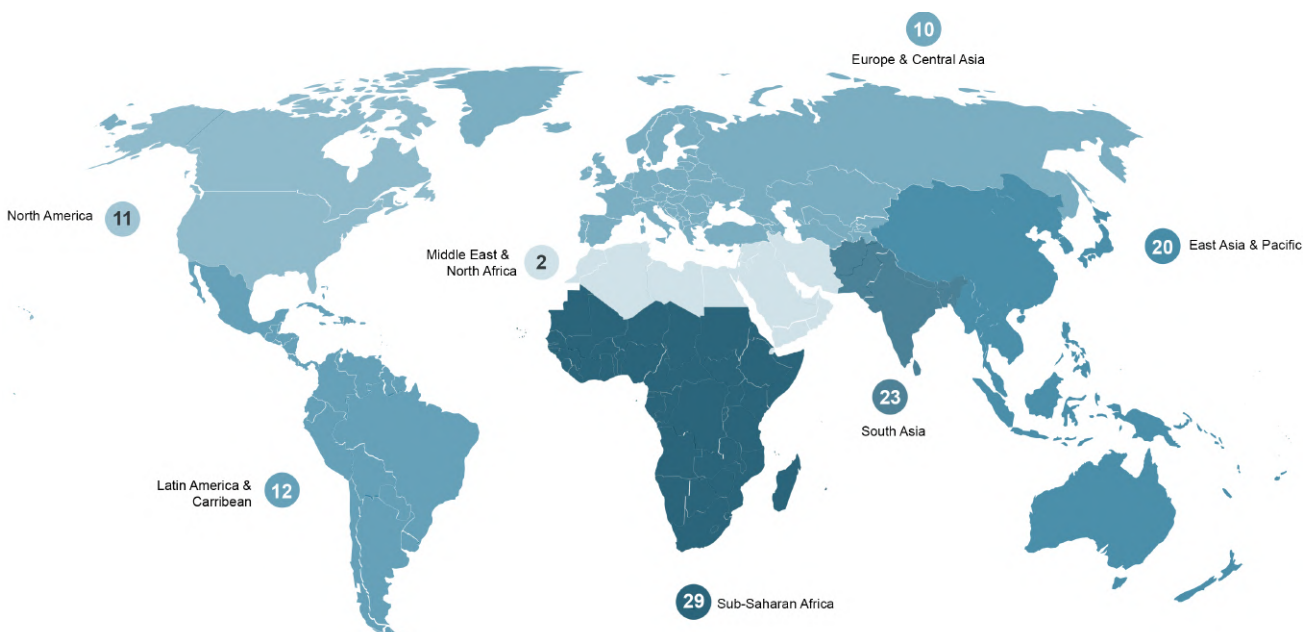 10
Europe & Central Asia
North America
11
Middle East &
North Africa
2
20
East Asia & Pacific
23
South Asia
Latin America &
Carribean
12
29
Sub-Saharan Africa